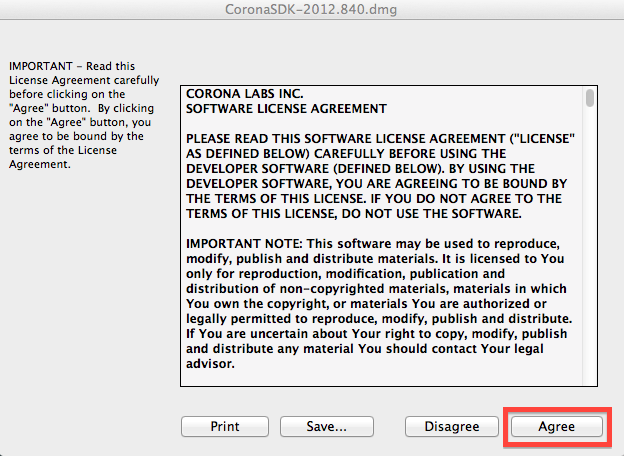 CoronaSDK-2012.840.dmg
IMPORTANT - Read this
License Agreement carefully
before clicking on the
"Agree" button.  By clicking
on the "Agree" button, you
agree to be bound by the
terms of the License
Agreement.
CORONA LABS INC.
SOFTWARE LICENSE AGREEMENT
PLEASE READ THIS SOFTWARE LICENSE AGREEMENT ("LICENSE"
AS DEFINED BELOW) CAREFULLY BEFORE USING THE
DEVELOPER SOFTWARE (DEFINED BELOW). BY USING THE
DEVELOPER SOFTWARE, YOU ARE AGREEING TO BE BOUND BY
THE TERMS OF THIS LICENSE. IF YOU DO NOT AGREE TO THE
TERMS OF THIS LICENSE, DO NOT USE THE SOFTWARE.
IMPORTANT NOTE: This software may be used to reproduce,
modify, publish and distribute materials. It is licensed to You
only for reproduction, modification, publication and
distribution of non-copyrighted materials, materials in which
You own the copyright, or materials You are authorized or
legally permitted to reproduce, modify, publish and distribute.
If You are uncertain about Your right to copy, modify, publish
and distribute any material You should contact Your legal
advisor.
Print
Save...
Disagree
Agree